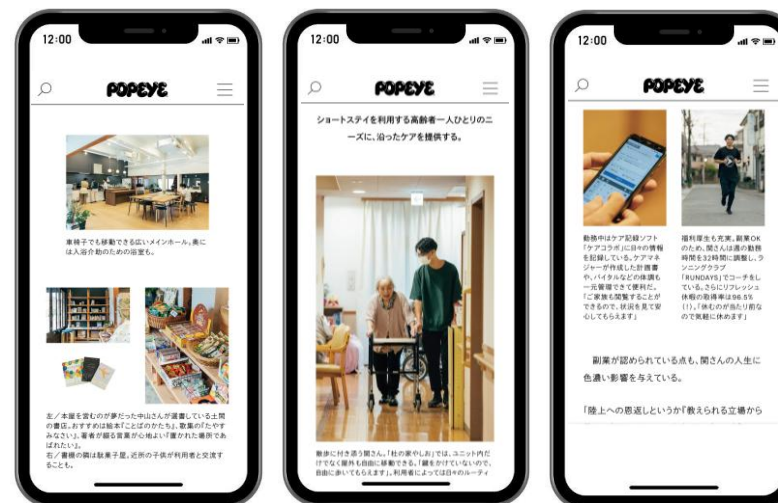 12:00
POPEYE
車椅子でも移動できる広いメインホール。奥に
は入浴介助のための浴室も。
左／本屋を営むのが夢だった中山さんが選書している土間
の書店。おすすめは絵本『ことばのかたち』、歌集の『たやす
みなさい』。著者が綴る言葉が心地よい『置かれた場所であ
ばれたい』。
右／書棚の隣は駄菓子屋。近所の子供が利用者と交流す
ることも。
12:00
POPEYE
ショートステイを利用する高齢者一人ひとりのニ
ーズに、沿ったケアを提供する。
散歩に付き添う関さん。「杜の家やしお」では、ユニット内だ
けでなく屋外も自由に移動できる。「鍵をかけていないので、
自由に歩いてもらえます」。利用者によっては日々のルーティ
12:00
POPEYE
勤務中はケア記録ソフト
「ケアコラボ」に日々の情報
を記録している。ケアマネ
ジャーが作成した計画書
や、バイタルなどの体調も
一元管理できて便利だ。
「ご家族も閲覧することが
できるので、状況を見て安
心してもらえます」
福利厚生も充実。副業OK
のため、関さんは週の勤務
時間を32時間に調整し、ラ
ンニングクラブ
「RUNDAYS」でコーチをし
ている。さらにリフレッシュ
休暇の取得率は96.5%
（！）。「休むのが当たり前な
ので気軽に休めます」
副業が認められている点も、関さんの人生に
色濃い影響を与えている。
「陸上への恩返しというか『教えられる立場から